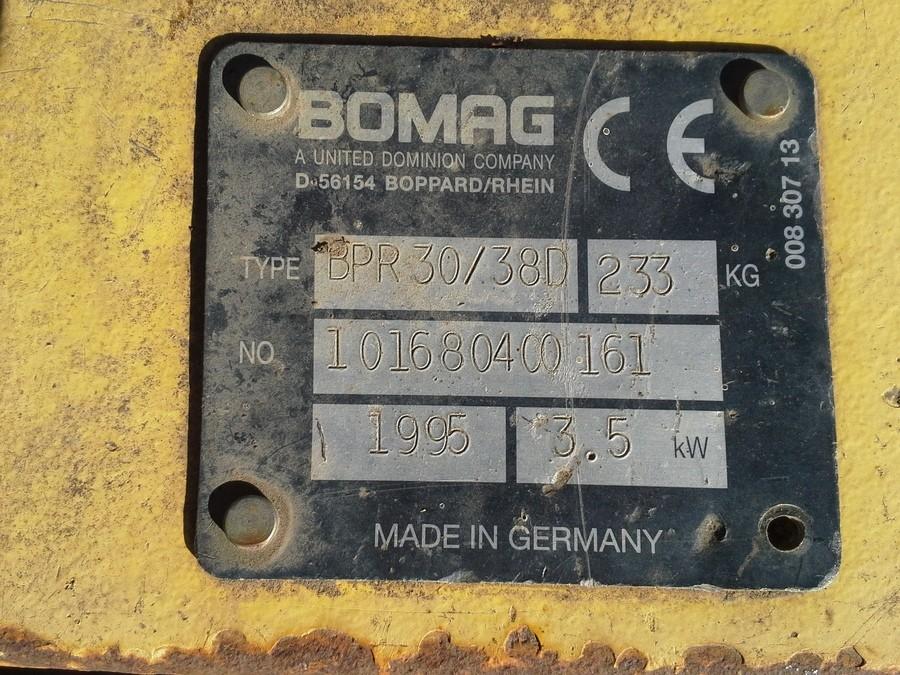 BOMAG
CE
A UNITED DOMINION COMPANY
D-56154 BOPPARD/RHEIN
008 307 13
TYPE BPR 30/38D 233 KG
NO 101680400161
1995 3.5 kW
MADE IN GERMANY